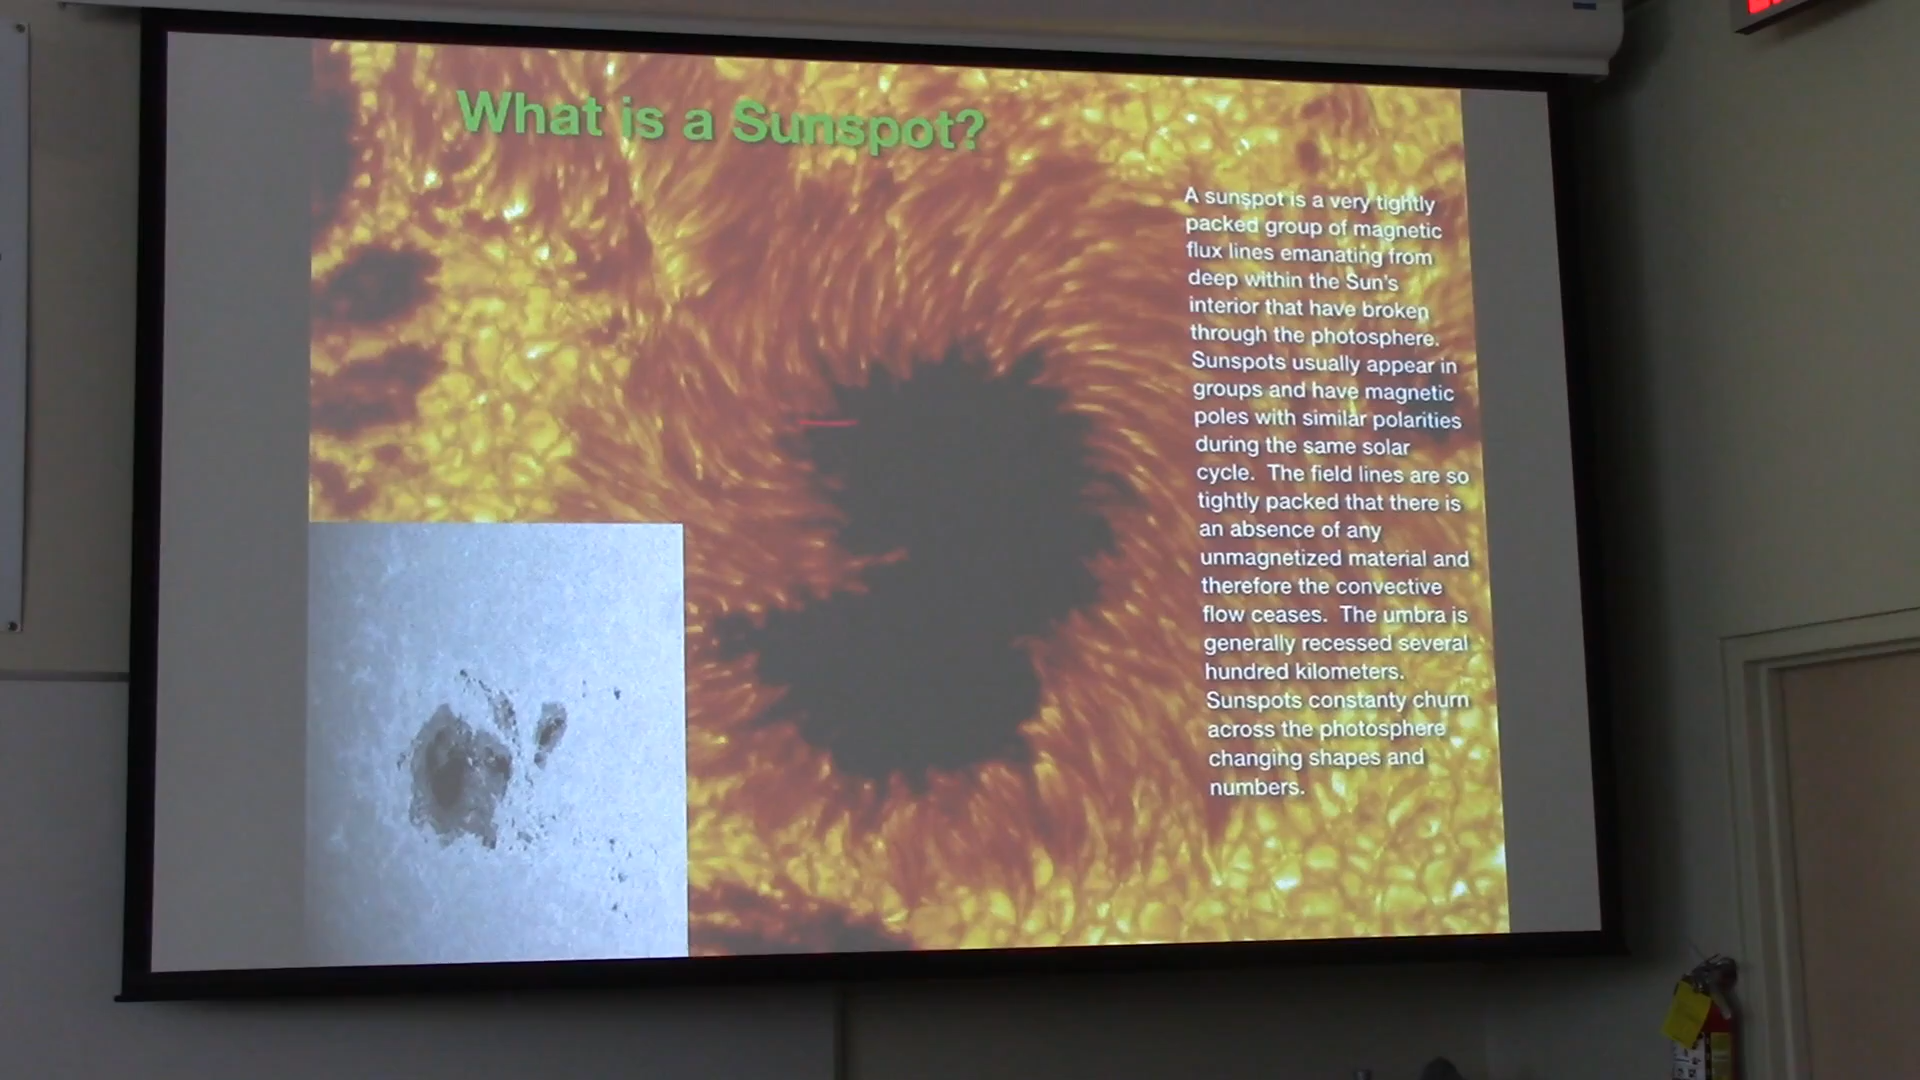 What is a Sunspot?
A sunspot is a very tightly
packed group of magnetic
flux lines emanating from
deep within the Sun's
interior that have broken
through the photosphere.
Sunspots usually appear in
groups and have magnetic
poles with similar polarities
during the same solar
cycle. The field lines are so
tightly packed that there is
an absence of any
unmagnetized material and
therefore the convective
flow ceases. The umbra is
generally recessed several
hundred kilometers.
Sunspots constanty churn
across the photosphere
changing shapes and
numbers.